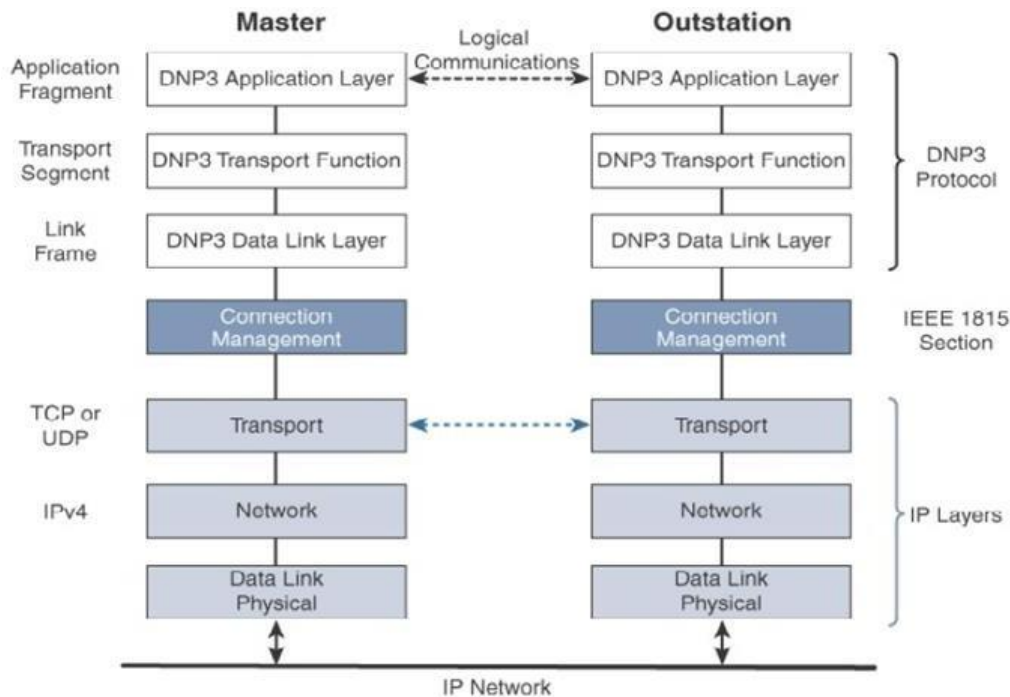 Master
Outstation
Logical
Communications
Application
Fragment
DNP3 Application Layer
DNP3 Application Layer
Transport
Segment
DNP3 Transport Function
DNP3 Transport Function
DNP3
Protocol
Link
Frame
DNP3 Data Link Layer
DNP3 Data Link Layer
Connection
Management
Connection
Management
IEEE 1815
Section
TCP or
UDP
Transport
Transport
IPv4
Network
Network
IP Layers
Data Link
Physical
Data Link
Physical
IP Network